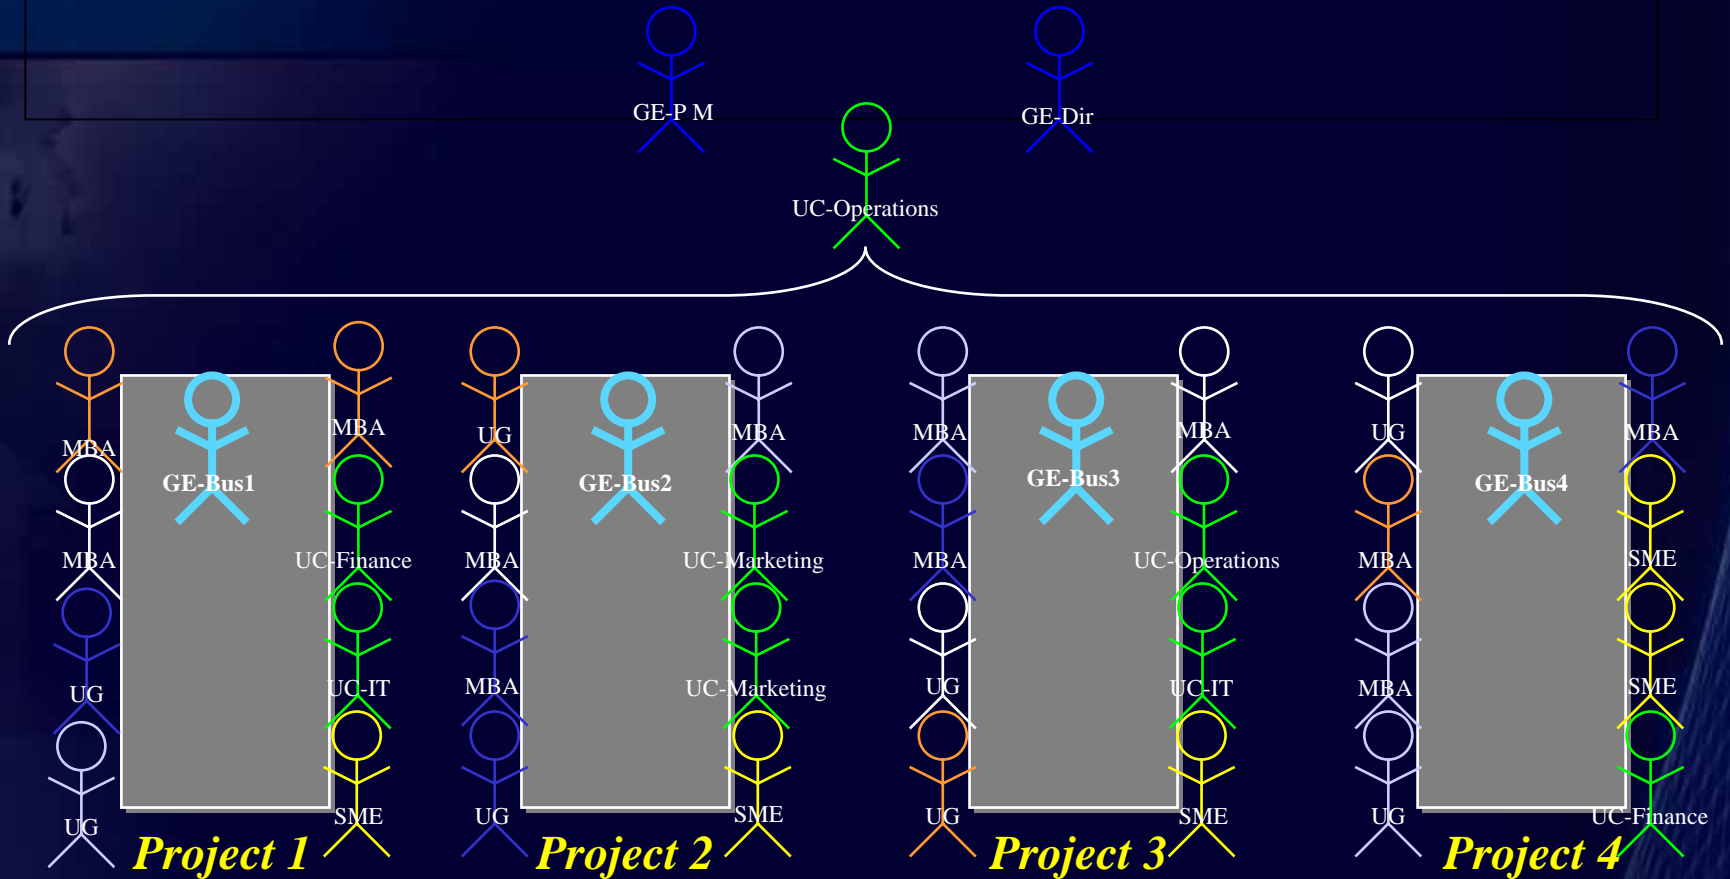 GE-P M
GE-Dir
UC-Operations
MBA
MBA
UG
UG
GE-Bus1
MBA
UC-Finance
UC-IT
SME
Project 1
UG
MBA
MBA
UG
GE-Bus2
MBA
UC-Marketing
UC-Marketing
SME
Project 2
MBA
MBA
UG
UG
GE-Bus3
MBA
UC-Operations
UC-IT
SME
Project 3
UG
MBA
MBA
UG
GE-Bus4
MBA
SME
SME
UC-Finance
Project 4